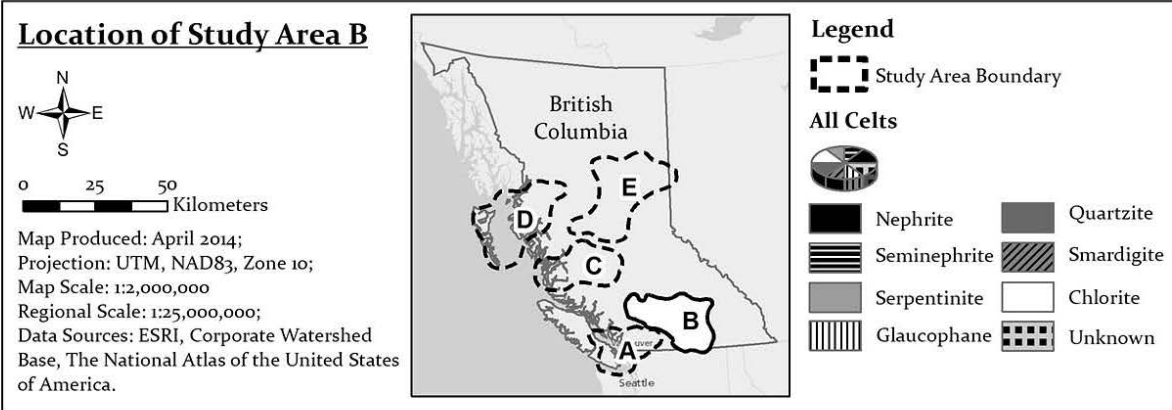 Location of Study Area B
N
W E
S
0 25 50
Kilometers
Map Produced: April 2014;
Projection: UTM, NAD83, Zone 10;
Map Scale: 1:2,000,000
Regional Scale: 1:25,000,000;
Data Sources: ESRI, Corporate Watershed
Base, The National Atlas of the United States
of America.
British
Columbia
E
D
C
B
A
uver
Seattle
Legend
Study Area Boundary
All Celts
Nephrite
Seminephrite
Serpentinite
Glaucophane
Quartzite
Smardigite
Chlorite
Unknown